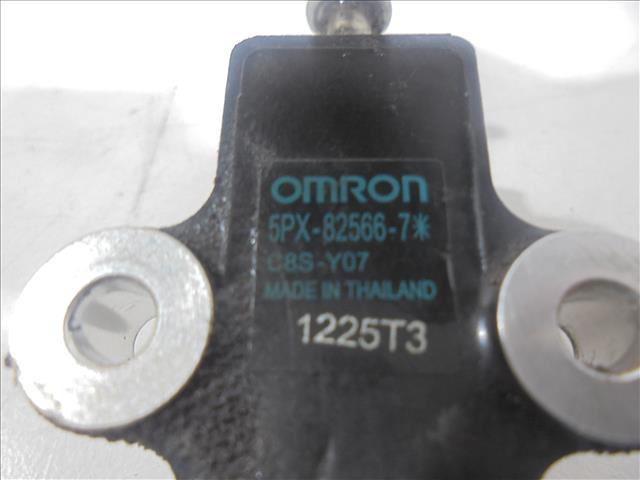 OMRON
5PX-82566-7*
C8S-Y07
MADE IN THAILAND
1225T3